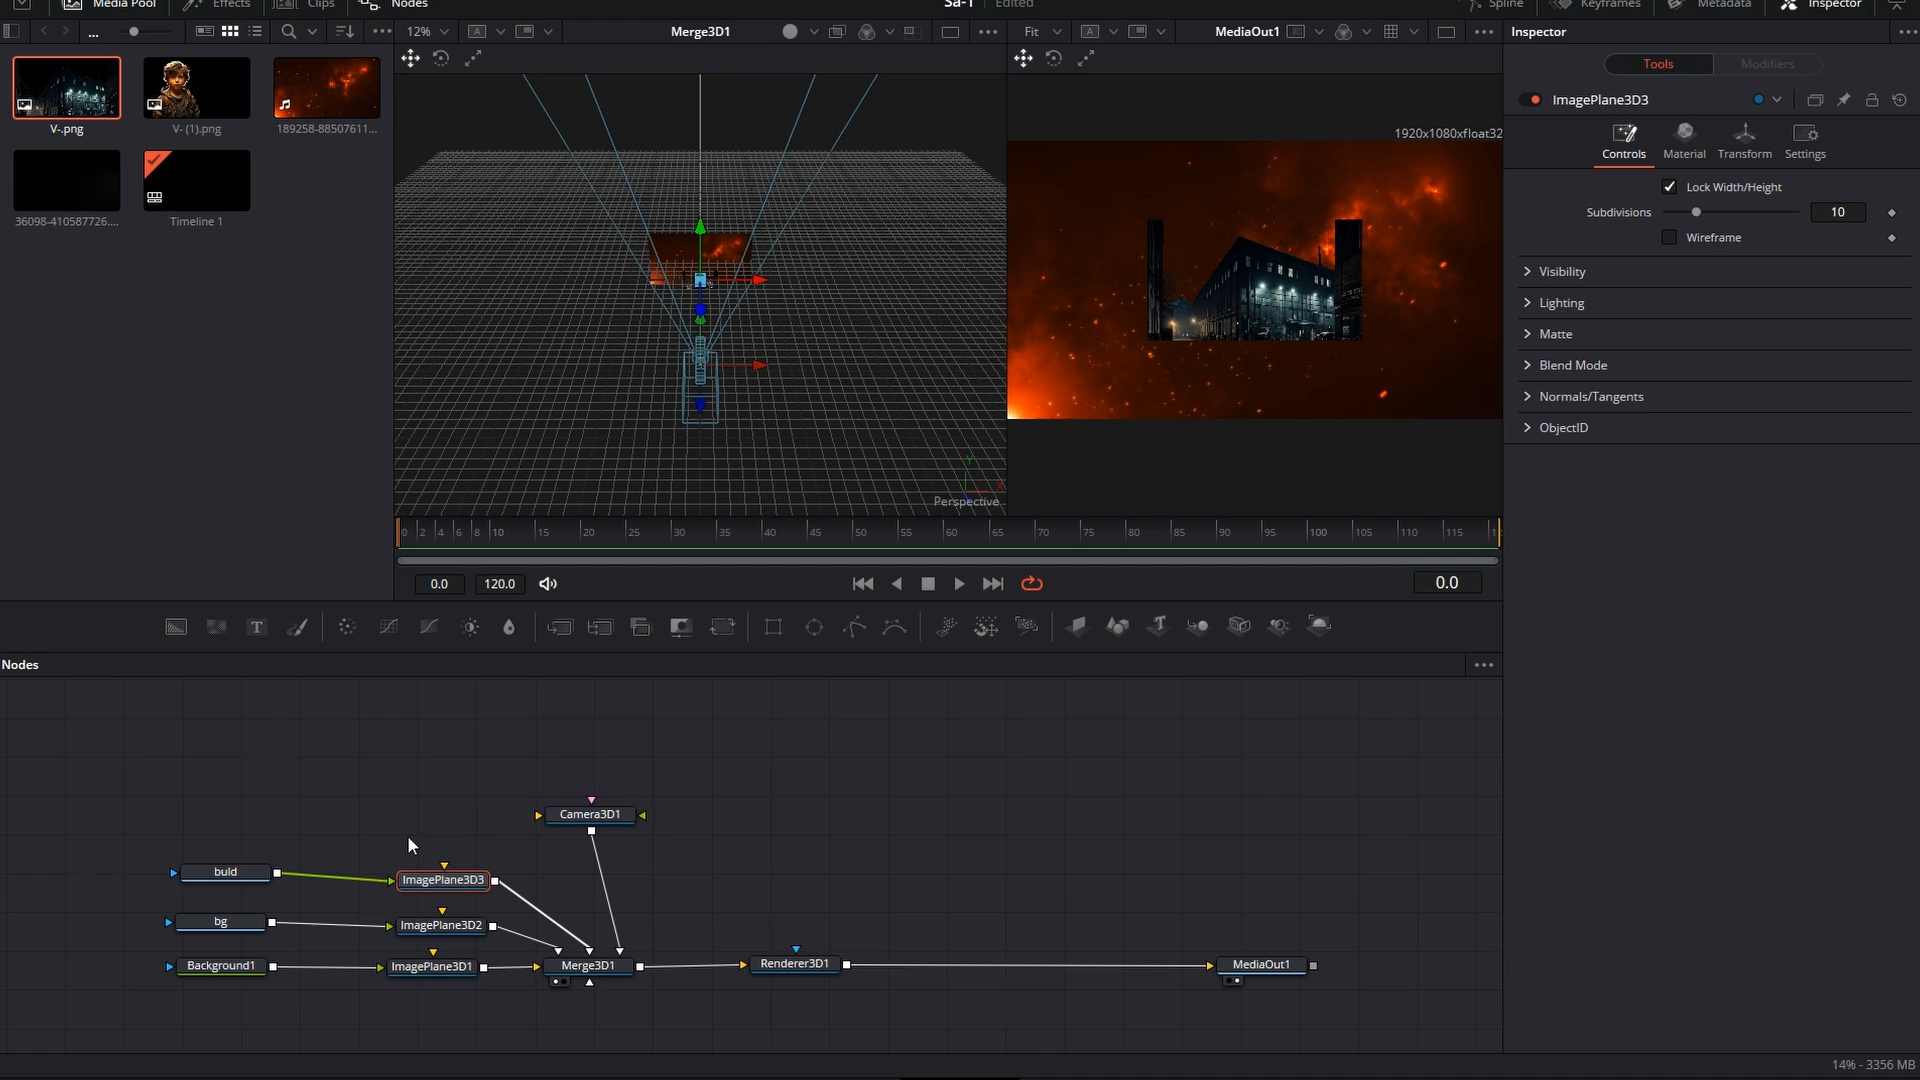 Media Pool
Effects
Clips
Nodes
Sa-1
Edited
Spline
Keyframes
Metadata
Inspector
...
12%
A
Merge3D1
Fit
A
MediaOut1
Inspector
V-.png
V- (1).png
189258-88507611...
36098-410587726....
Timeline 1
1920x1080xfloat32
Y
X
Perspective
Tools
Modifiers
ImagePlane3D3
Controls
Material
Transform
Settings
Lock Width/Height
Subdivisions
10
Wireframe
Visibility
Lighting
Matte
Blend Mode
Normals/Tangents
ObjectID
0 2 4 6 8 10 15 20 25 30 35 40 45 50 55 60 65 70 75 80 85 90 95 100 105 110 115
0.0
120.0
0.0
T
Nodes
Camera3D1
buld
ImagePlane3D3
bg
ImagePlane3D2
Background1
ImagePlane3D1
Merge3D1
Renderer3D1
MediaOut1
14% - 3356 MB